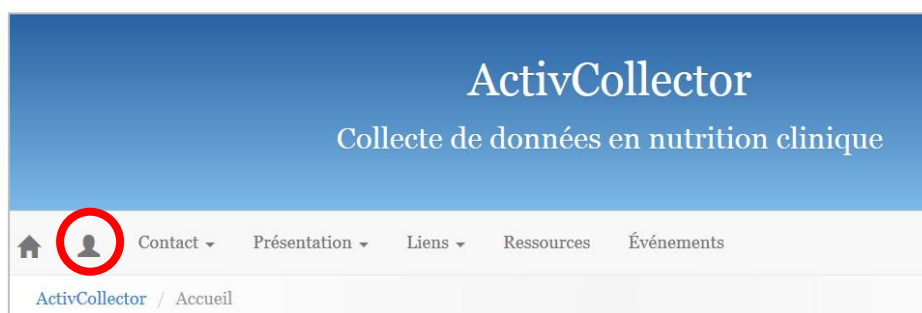 ActivCollector
Collecte de données en nutrition clinique
Contact Présentation Liens Ressources Événements
ActivCollector / Accueil